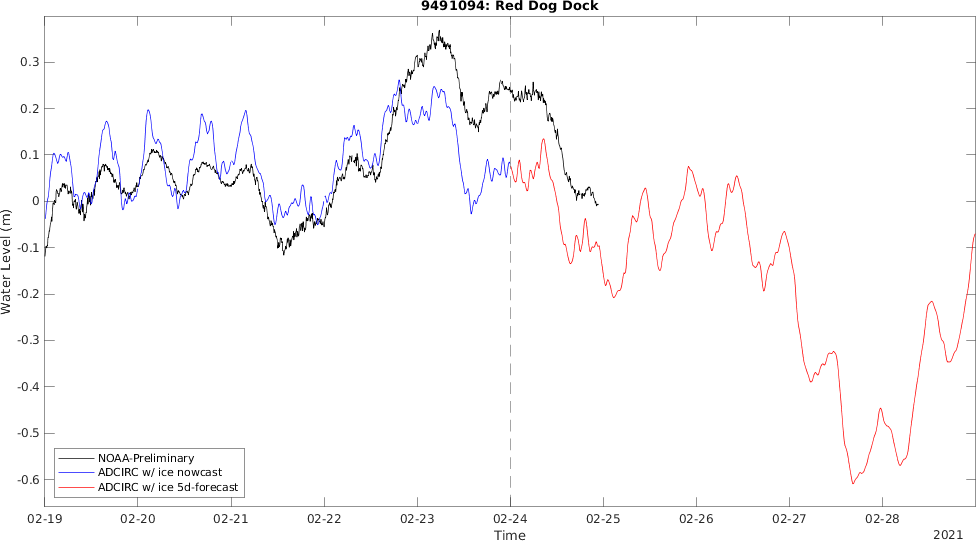 9491094: Red Dog Dock
0.3
0.2
0.1
0
-0.1
-0.2
-0.3
-0.4
-0.5
-0.6
Water Level (m)
NOAA-Preliminary
ADCIRC w/ ice nowcast
ADCIRC w/ ice 5d-forecast
02-19 02-20 02-21 02-22 02-23 02-24 02-25 02-26 02-27 02-28
Time
2021